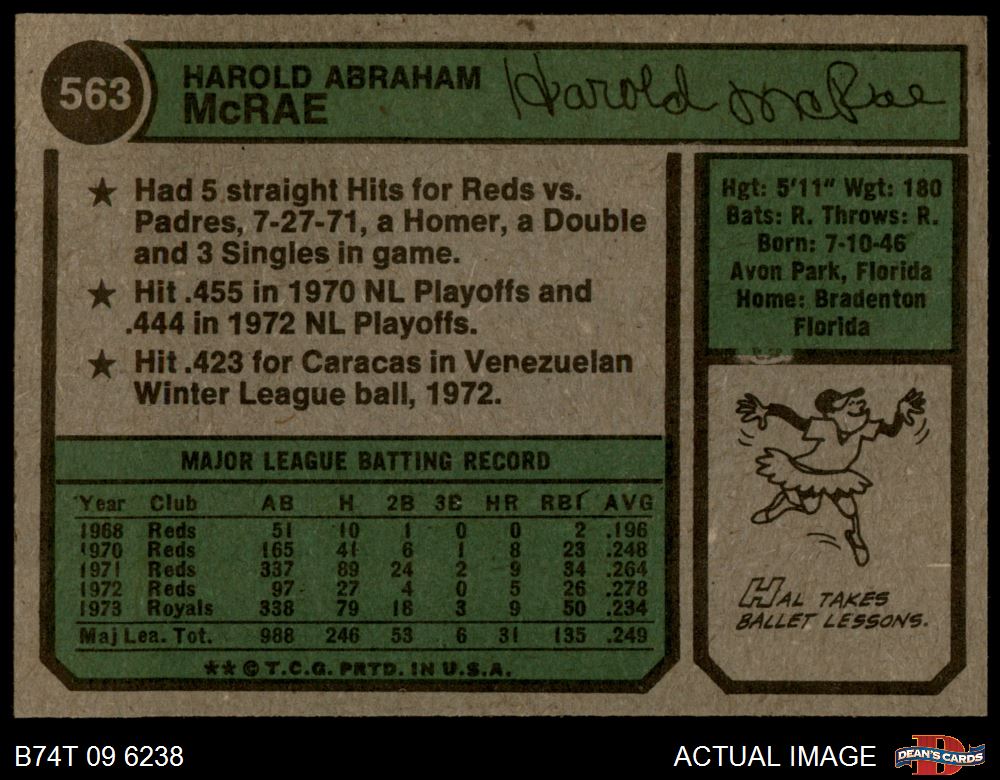 563
HAROLD ABRAHAM
McRAE
Harold McRae
★ Had 5 straight Hits for Reds vs.
Padres, 7-27-71, a Homer, a Double
and 3 Singles in game.
★ Hit .455 in 1970 NL Playoffs and
.444 in 1972 NL Playoffs.
★ Hit .423 for Caracas in Venezuelan
Winter League ball, 1972.
Hgt: 5'11" Wgt: 180
Bats: R. Throws: R.
Born: 7-10-46
Avon Park, Florida
Home: Bradenton
Florida
MAJOR LEAGUE BATTING RECORD
Year Club AB H 2B 3B HR RBI AVG
1968 Reds 51 10 1 0 0 2 .196
1970 Reds 165 41 6 1 8 23 .248
1971 Reds 337 89 24 2 9 34 .264
1972 Reds 97 27 4 0 5 26 .278
1973 Royals 338 79 18 3 9 50 .234
Maj Lea. Tot. 988 246 53 6 31 135 .249
★★ © T.C.G. PRTD. IN U.S.A.
HAL TAKES
BALLET LESSONS.
B74T 09 6238
ACTUAL IMAGE
D
DEAN'S CARDS